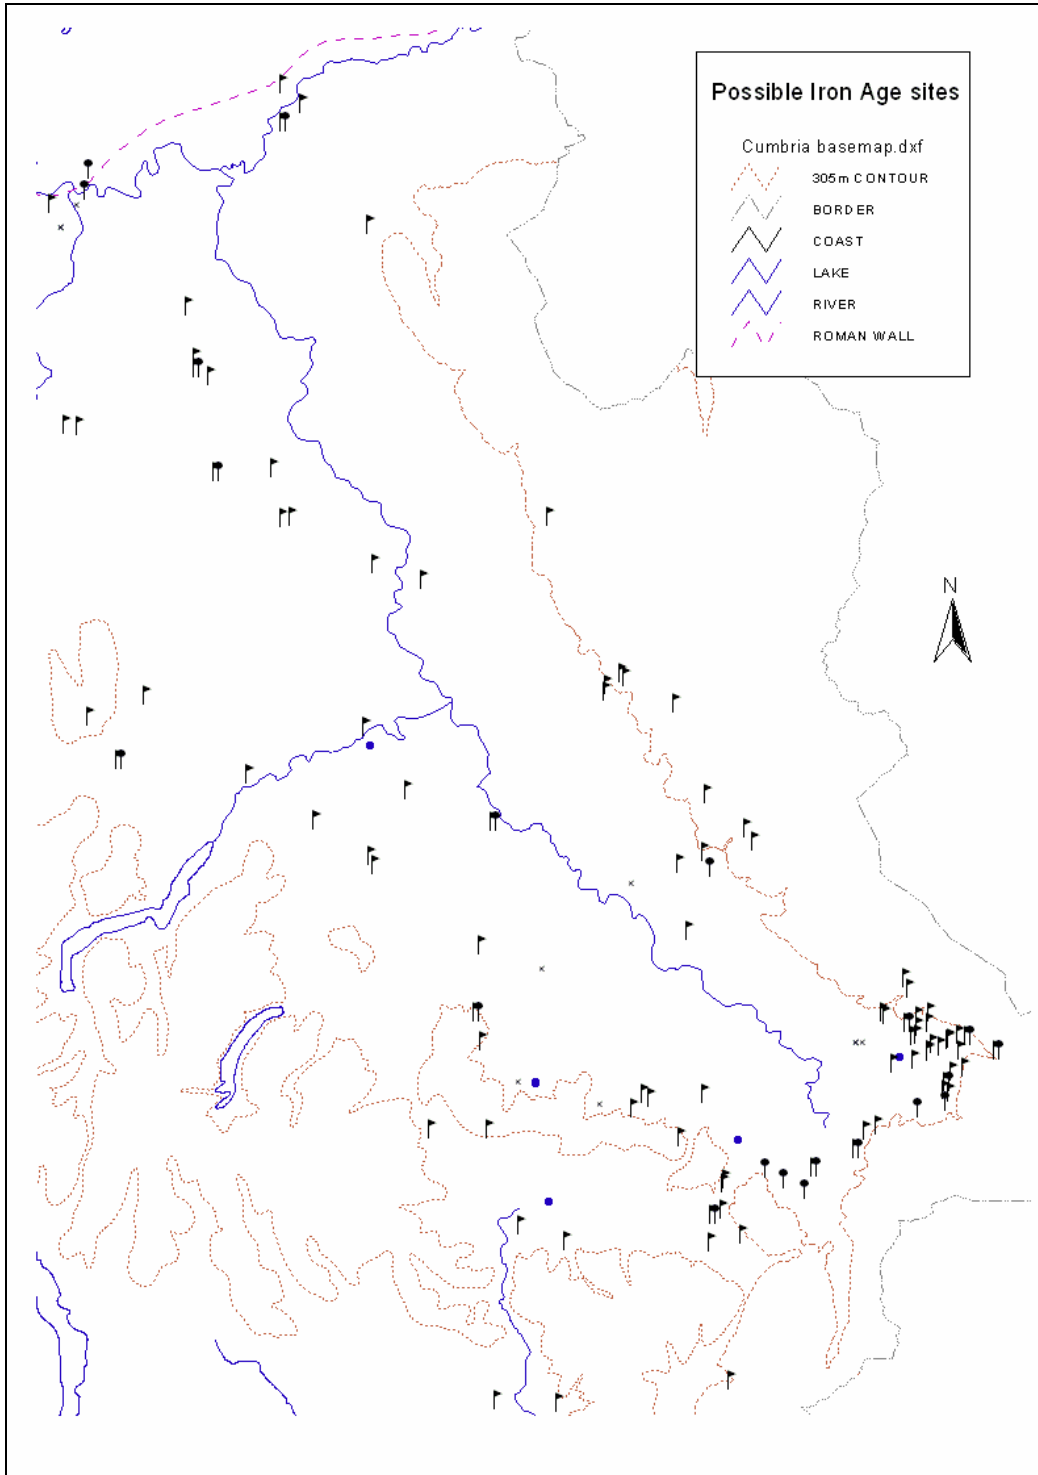 Possible Iron Age sites
Cumbria basemap.dxf
305m CONTOUR
BORDER
COAST
LAKE
RIVER
ROMAN WALL
N